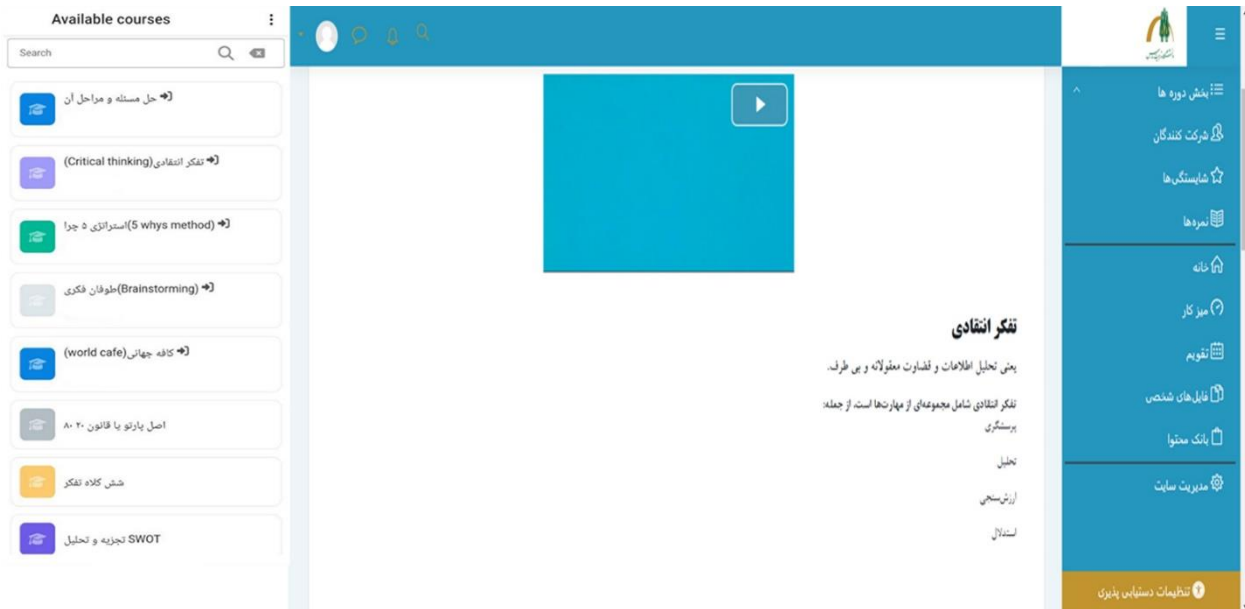 Available courses
Search
حل مسئله و مراحل آن
تفکر انتقادی(Critical thinking)
(5 whys method)استراتژی ۵ چرا
(Brainstorming)طوفان فکری
کافه جهانی(world cafe)
اصل پارتو یا قانون ۲۰ ۸۰
شش کلاه تفکر
SWOT تجزیه و تحلیل
تفکر انتقادی
یعنی تحلیل اطلاعات و قضاوت معقولانه و بی طرف.
تفکر انتقادی شامل مجموعه‌ای از مهارت‌ها است، از جمله:
پرسشگری
تحلیل
ارزش‌سنجی
استدلال
بخش دوره ها
شرکت کنندگان
شایستگی‌ها
نمره‌ها
خانه
میز کار
تقویم
فایل‌های شخصی
بانک محتوا
مدیریت سایت
تنظیمات دستیابی پذیری